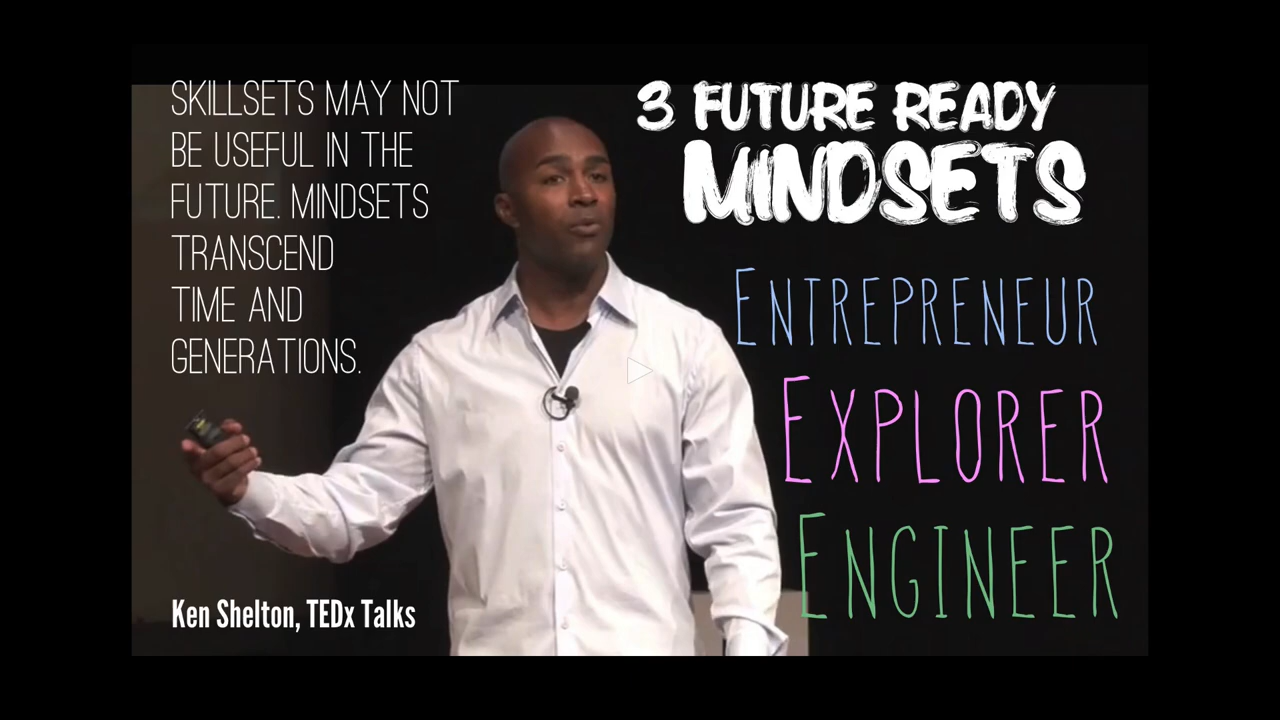 SKILLSETS MAY NOT
BE USEFUL IN THE
FUTURE. MINDSETS
TRANSCEND
TIME AND
GENERATIONS.
Ken Shelton, TEDx Talks
3 FUTURE READY
MINDSETS
ENTREPRENEUR
EXPLORER
ENGINEER